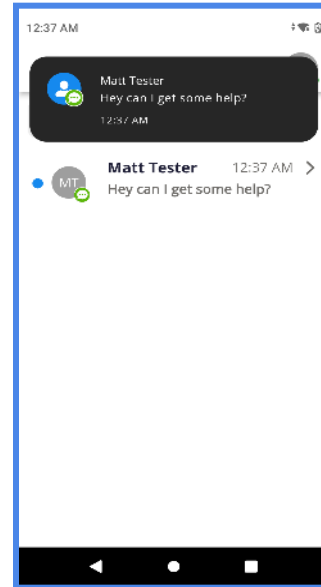 12:37 AM
Matt Tester
Hey can I get some help?
12:37 AM
Matt Tester 12:37 AM
MT
Hey can I get some help?